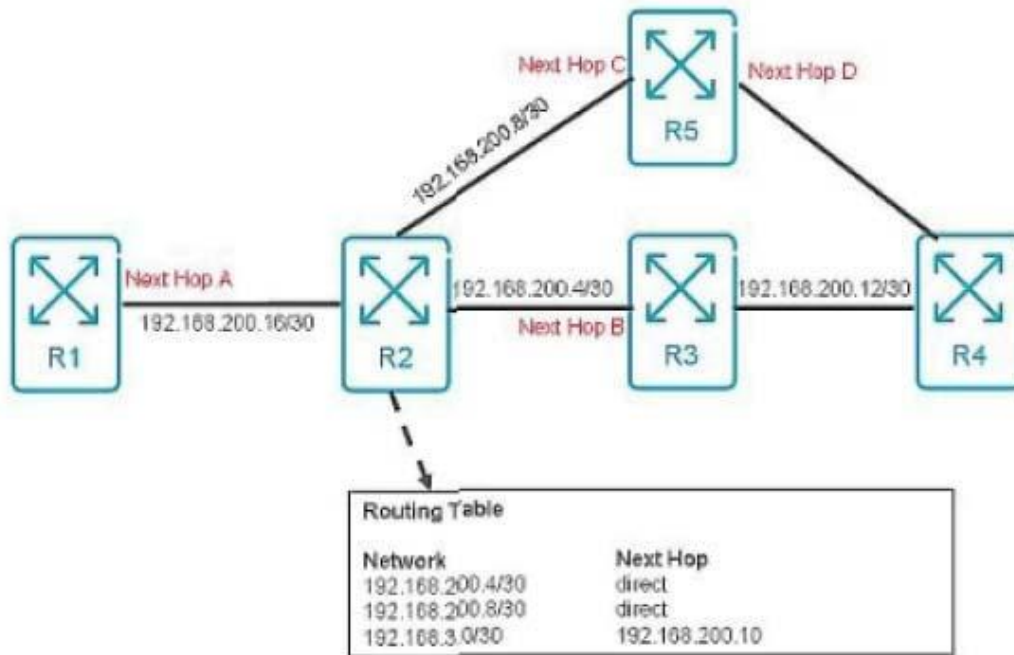 Next Hop C
Next Hop D
R5
192.168.200.8/30
Next Hop A
192.168.200.16/30
R1
R2
192.168.200.4/30
Next Hop B
R3
192.168.200.12/30
R4
Routing Table
Network Next Hop
192.168.200.4/30 direct
192.168.200.8/30 direct
192.168.3.0/30 192.168.200.10